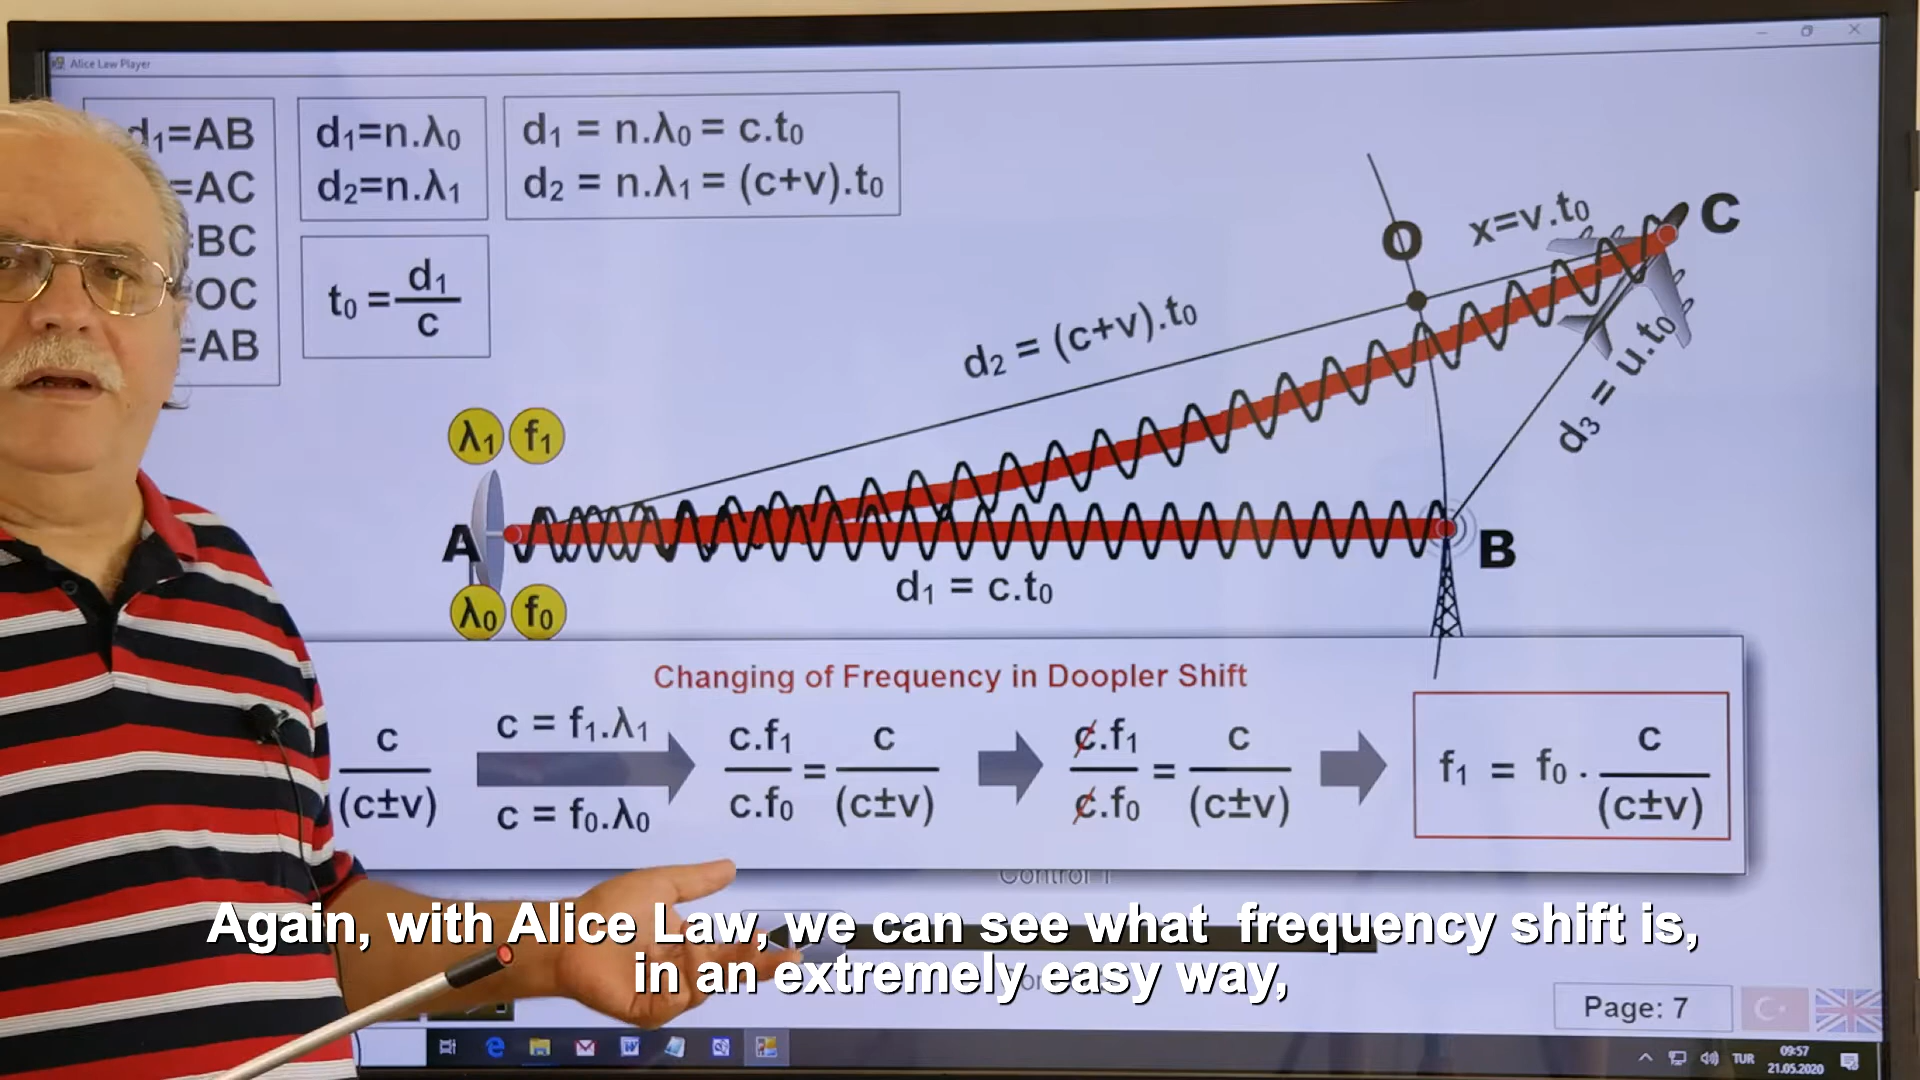 Alice Law Player
d₁=AB
=AC
=BC
=OC
=AB
d₁=n.λ₀
d₂=n.λ₁
d₁ = n.λ₀ = c.t₀
d₂ = n.λ₁ = (c+v).t₀
t₀ = d₁/c
O
x=v.t₀
C
d₂ = (c+v).t₀
d₃ = u.t₀
λ₁ f₁
A
B
d₁ = c.t₀
λ₀ f₀
Changing of Frequency in Doopler Shift
c/(c±v)
c = f₁.λ₁
c = f₀.λ₀
c.f₁/c.f₀ = c/(c±v)
c.f₁/c.f₀ = c/(c±v)
f₁ = f₀ . c/(c±v)
Control 1
Again, with Alice Law, we can see what frequency shift is,
in an extremely easy way,
Page: 7
TUR
09:57
21.05.2020